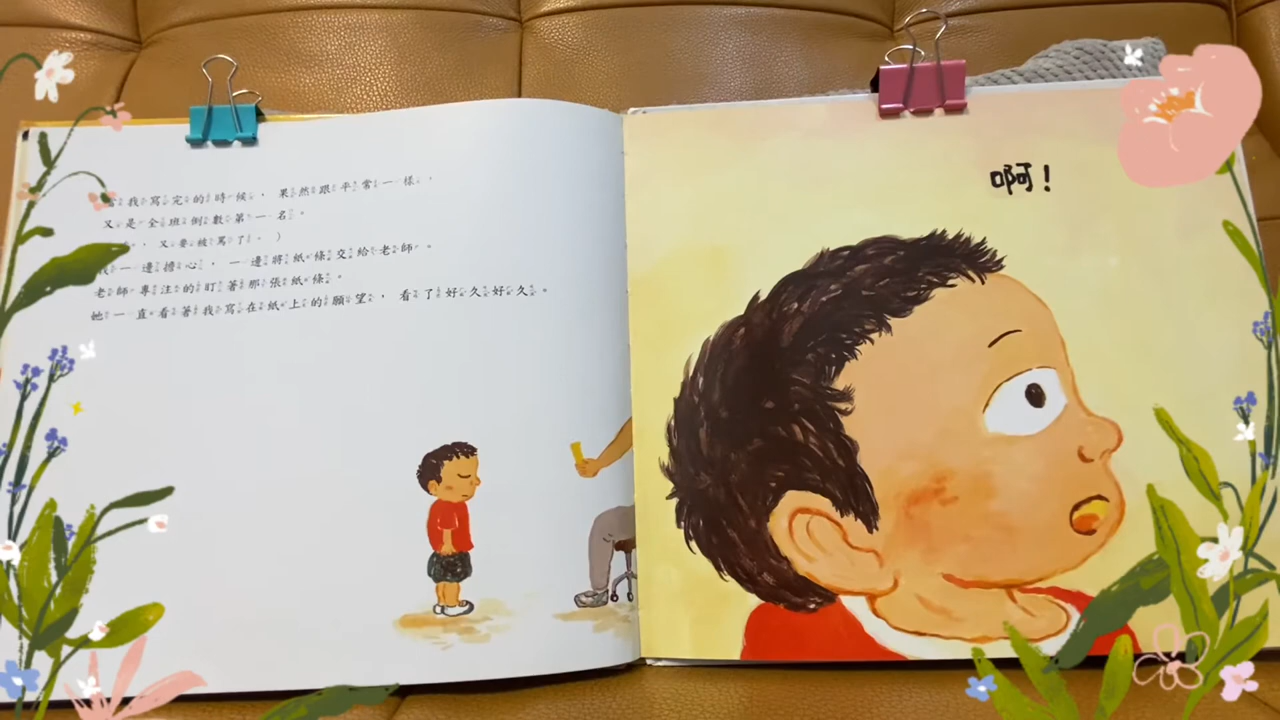 當我寫完的時候，果然跟平常一樣，
又是全班倒數第一名。
，又要被罵了。）
我一邊擔心，一邊將紙條交給老師。
老師專注的盯著那張紙條。
她一直看著我寫在紙上的願望，看了好久好久。
啊！